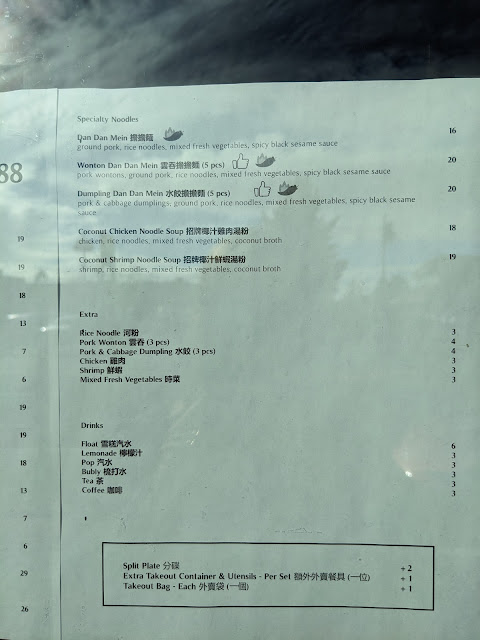 Specialty Noodles
Dan Dan Mein 擔擔麵 16
ground pork, rice noodles, mixed fresh vegetables, spicy black sesame sauce
Wonton Dan Dan Mein 雲吞擔擔麵 (5 pcs) 20
pork wontons, ground pork, rice noodles, mixed fresh vegetables, spicy black sesame sauce
Dumpling Dan Dan Mein 水餃擔擔麵 (5 pcs) 20
pork & cabbage dumplings, ground pork, rice noodles, mixed fresh vegetables, spicy black sesame
sauce
Coconut Chicken Noodle Soup 招牌椰汁雞肉湯粉 18
chicken, rice noodles, mixed fresh vegetables, coconut broth
Coconut Shrimp Noodle Soup 招牌椰汁鮮蝦湯粉 19
shrimp, rice noodles, mixed fresh vegetables, coconut broth
Extra
Rice Noodle 河粉 3
Pork Wonton 雲吞 (3 pcs) 4
Pork & Cabbage Dumpling 水餃 (3 pcs) 4
Chicken 雞肉 3
Shrimp 鮮蝦 3
Mixed Fresh Vegetables 時菜 3
Drinks
Float 雪糕汽水 6
Lemonade 檸檬汁 3
Pop 汽水 3
Bubly 梳打水 3
Tea 茶 3
Coffee 咖啡 3
Split Plate 分碟 + 2
Extra Takeout Container & Utensils - Per Set 額外外賣餐具 (一位) + 1
Takeout Bag - Each 外賣袋 (一個) + 1
88
19
19
18
13
7
6
19
19
18
13
7
6
29
26